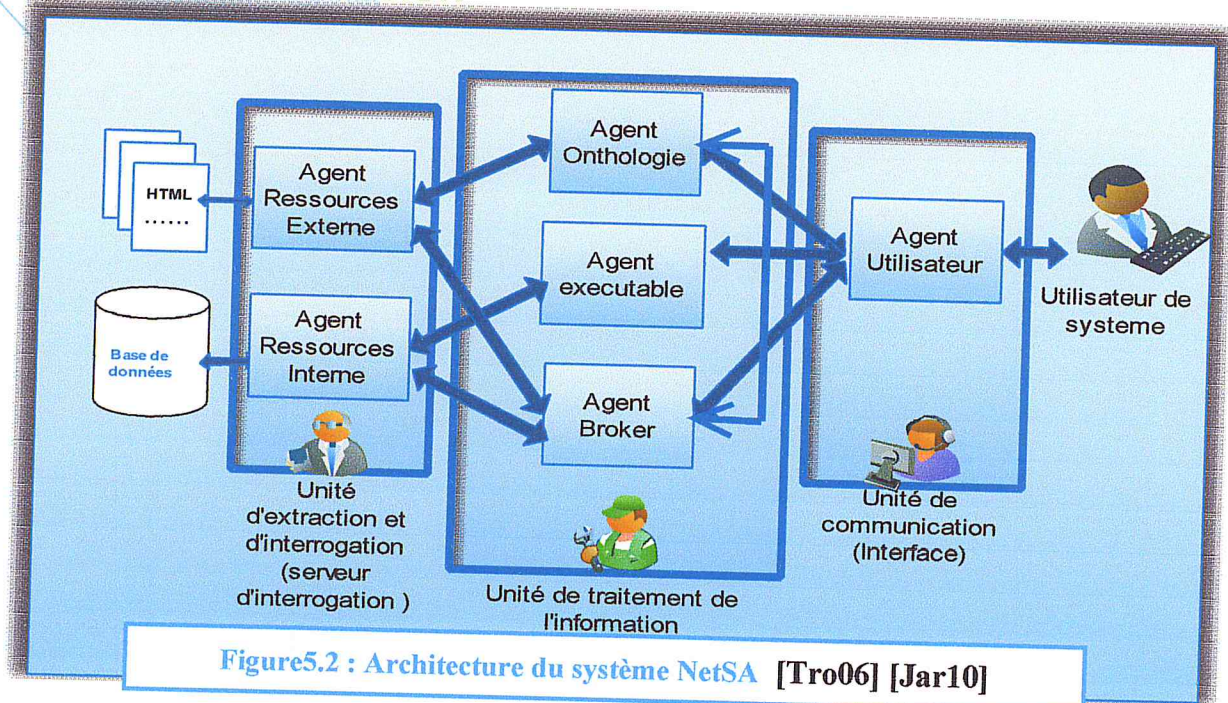 HTML
......
Base de
données
Agent
Ressources
Externe
Agent
Ressources
Interne
Unité
d'extraction et
d'interrogation
(serveur
d'interrogation )
Agent
Onthologie
Agent
executable
Agent
Broker
Unité de traitement de
l'information
Agent
Utilisateur
Unité de
communication
(Interface)
Utilisateur de
systeme
Figure5.2 : Architecture du système NetSA [Tro06] [Jar10]